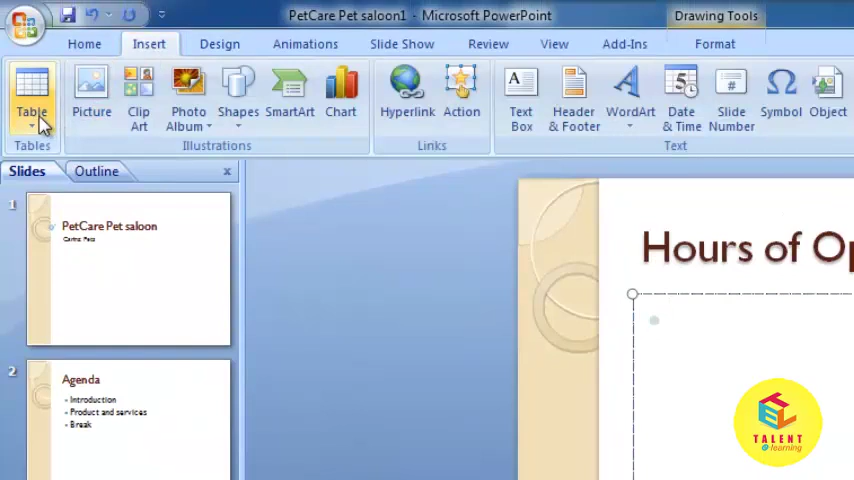 PetCare Pet saloon1 - Microsoft PowerPoint
Drawing Tools
Home Insert Design Animations Slide Show Review View Add-Ins Format
Table
Picture
Clip Art
Photo Album
Shapes
SmartArt
Chart
Hyperlink
Action
Text Box
Header & Footer
WordArt
Date & Time
Slide Number
Symbol
Object
Tables
Illustrations
Links
Text
Slides Outline x
1
PetCare Pet saloon
2
Agenda
Introduction
Product and services
Break
Hours of Op
TEL
TALENT
e learning